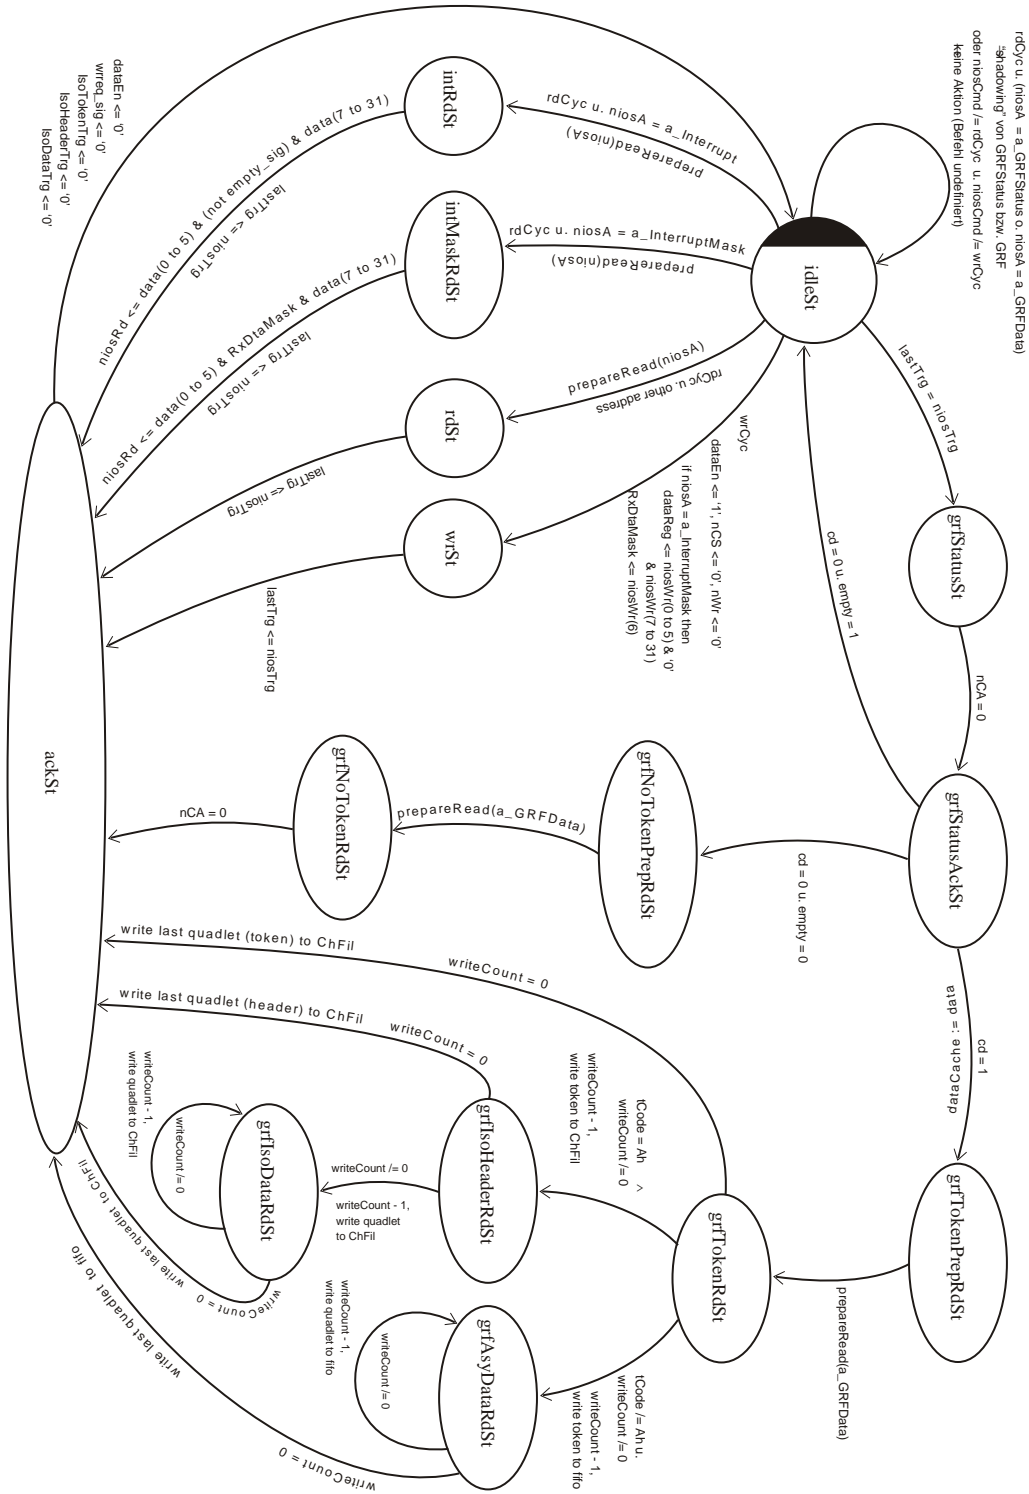 rdCyc u. (niosA = a_GRFStatus o. niosA = a_GRFData)
"shadowing" von GRFStatus bzw. GRF
oder niosCmd /= rdCyc u. niosCmd /= wrCyc
keine Aktion (Befehl undefiniert)
idleSt
lastTrg = niosTrg
grfStatusSt
nCA = 0
grfStatusAckSt
cd = 0 u. empty = 1
cd = 0 u. empty = 0
cd = 1
dataCache := data
grfTokenPrepRdSt
prepareRead(a_GRFData)
grfTokenRdSt
rdCyc u. niosA = a_Interrupt
prepareRead(niosA)
intRdSt
rdCyc u. niosA = a_InterruptMask
prepareRead(niosA)
intMaskRdSt
prepareRead(niosA)
rdCyc u. other address
rdSt
wrCyc
dataEn <= '1', nCS <= '0', nWr <= '0'
if niosA = a_InterruptMask then
dataReg <= niosWr(0 to 5) & '0'
& niosWr(7 to 31)
RxDtaMask <= niosWr(6)
wrSt
grfNoTokenPrepRdSt
prepareRead(a_GRFData)
grfNoTokenRdSt
nCA = 0
writeCount = 0
write last quadlet (token) to ChFil
tCode = Ah ^
writeCount /= 0
writeCount - 1,
write token to ChFil
grfIsoHeaderRdSt
writeCount = 0
write last quadlet (header) to ChFil
writeCount /= 0
writeCount - 1,
write quadlet
to ChFil
grfIsoDataRdSt
writeCount /= 0
writeCount - 1,
write quadlet to ChFil
writeCount = 0
write last quadlet to ChFil
tCode /= Ah u.
writeCount /= 0
writeCount - 1,
write token to fifo
grfAsyDataRdSt
writeCount /= 0
writeCount - 1,
write quadlet to fifo
writeCount = 0
write last quadlet to fifo
niosRd <= data(0 to 5) & (not empty_sig) & data(7 to 31)
lastTrg <= niosTrg
niosRd <= data(0 to 5) & RxDtaMask & data(7 to 31)
lastTrg <= niosTrg
lastTrg <= niosTrg
lastTrg <= niosTrg
ackSt
dataEn <= '0'
wrreq_sig <= '0'
IsoTokenTrg <= '0'
IsoHeaderTrg <= '0'
IsoDataTrg <= '0'